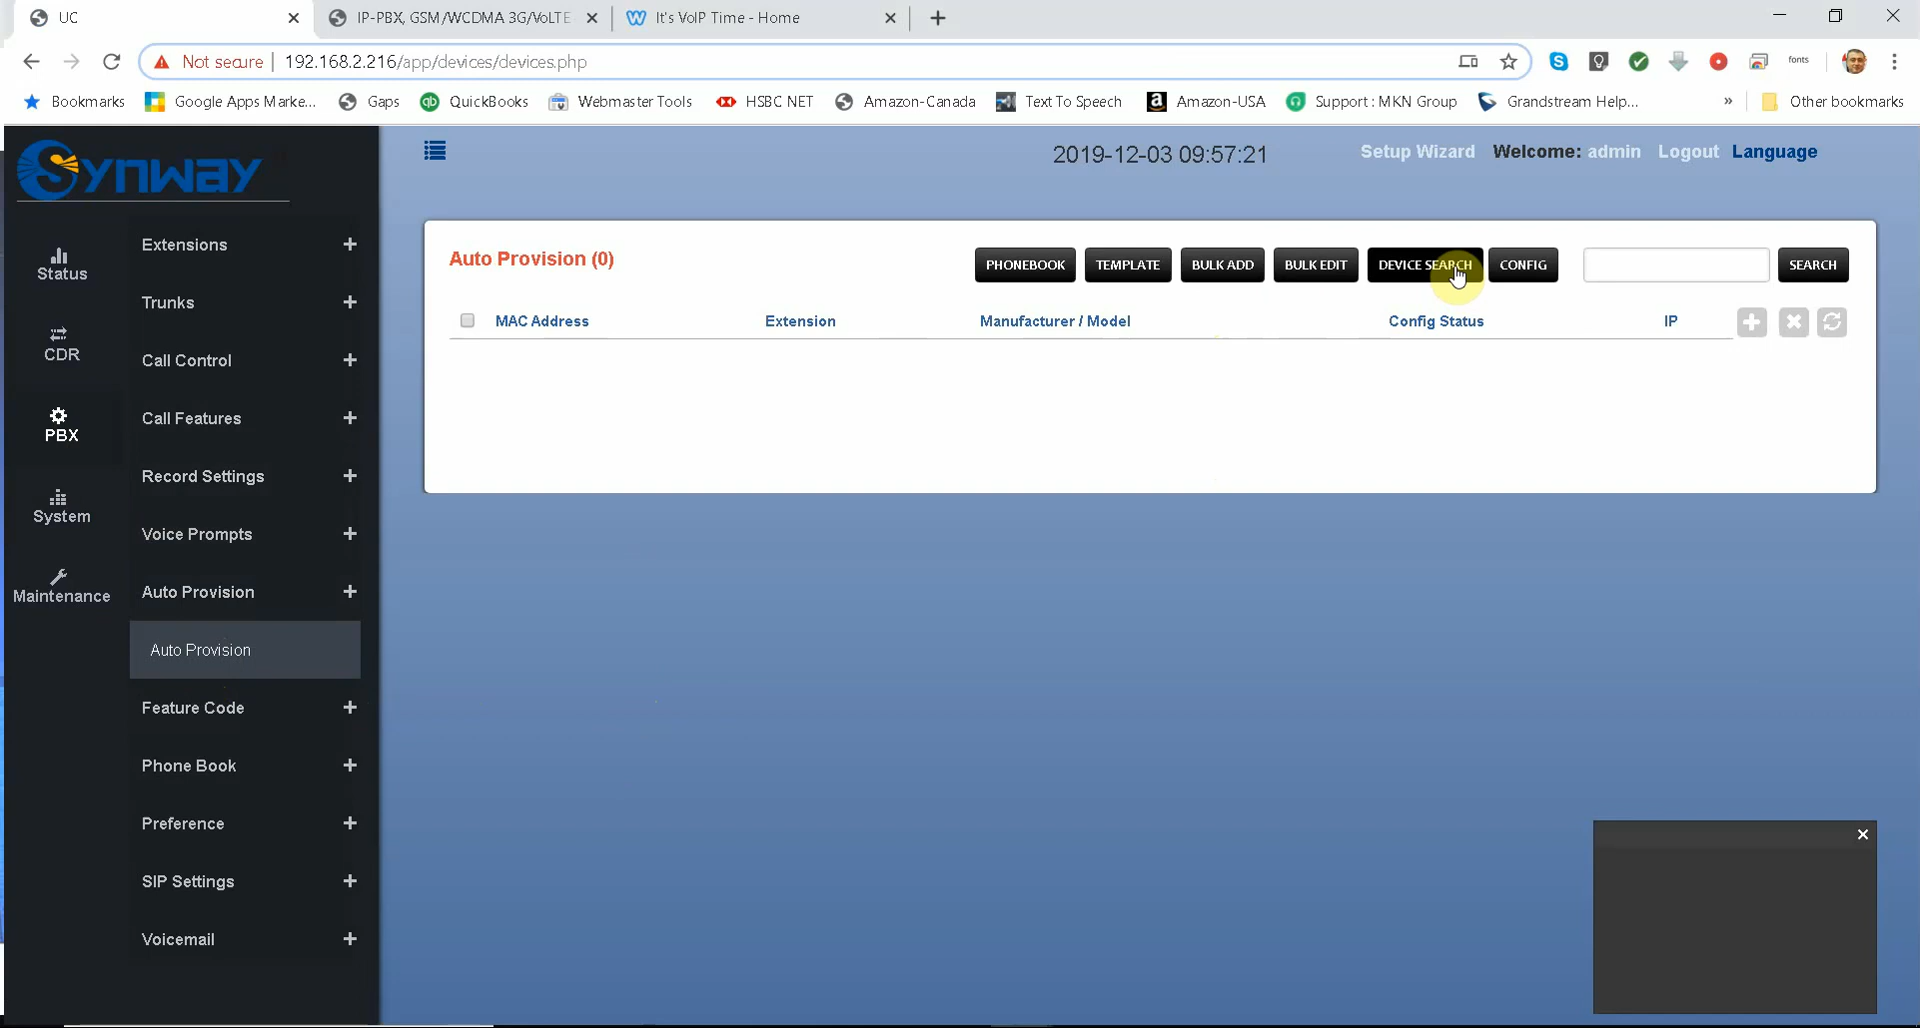 UC
IP-PBX, GSM/WCDMA 3G/VoLTE
It's VoIP Time - Home
Not secure 192.168.2.216/app/devices/devices.php
fonts
Bookmarks Google Apps Marke... Gaps QuickBooks Webmaster Tools HSBC NET Amazon-Canada Text To Speech Amazon-USA Support : MKN Group Grandstream Help... » Other bookmarks
Synway
2019-12-03 09:57:21
Setup Wizard Welcome: admin Logout Language
Status
CDR
PBX
System
Maintenance
Extensions +
Trunks +
Call Control +
Call Features +
Record Settings +
Voice Prompts +
Auto Provision +
Auto Provision
Feature Code +
Phone Book +
Preference +
SIP Settings +
Voicemail +
Auto Provision (0)
PHONEBOOK TEMPLATE BULK ADD BULK EDIT DEVICE SEARCH CONFIG SEARCH
MAC Address Extension Manufacturer / Model Config Status IP